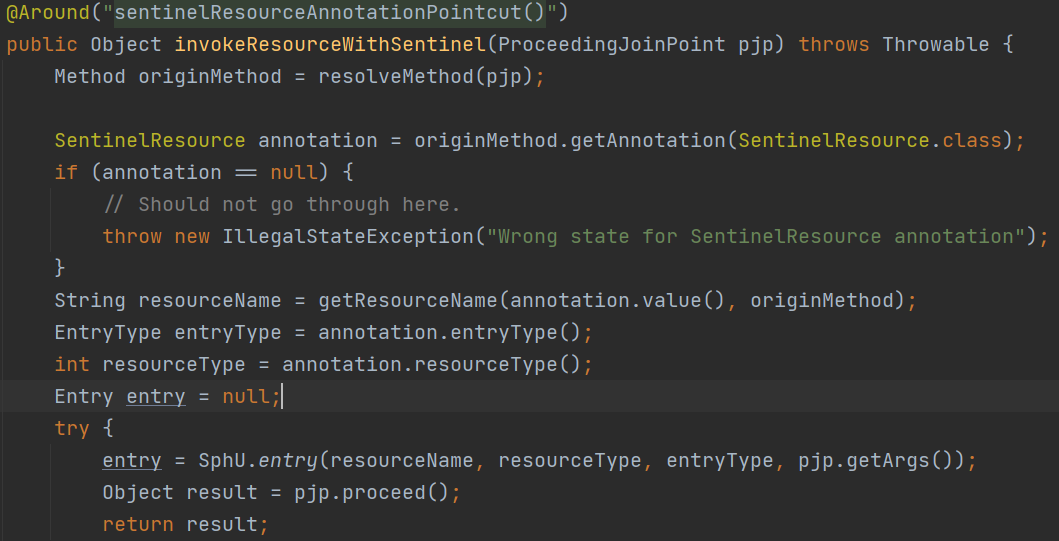 @Around("sentinelResourceAnnotationPointcut()")
public Object invokeResourceWithSentinel(ProceedingJoinPoint pjp) throws Throwable {
    Method originMethod = resolveMethod(pjp);

    SentinelResource annotation = originMethod.getAnnotation(SentinelResource.class);
    if (annotation == null) {
        // Should not go through here.
        throw new IllegalStateException("Wrong state for SentinelResource annotation");
    }
    String resourceName = getResourceName(annotation.value(), originMethod);
    EntryType entryType = annotation.entryType();
    int resourceType = annotation.resourceType();
    Entry entry = null;
    try {
        entry = SphU.entry(resourceName, resourceType, entryType, pjp.getArgs());
        Object result = pjp.proceed();
        return result;